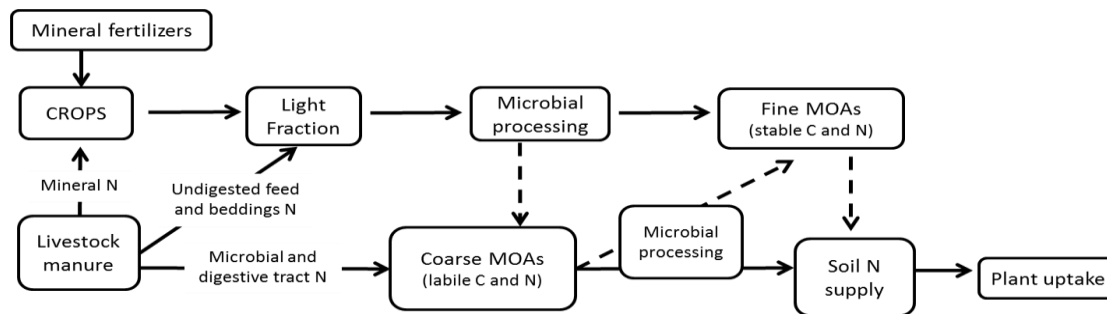 Mineral fertilizers
CROPS
Light
Fraction
Microbial
processing
Fine MOAs
(stable C and N)
Mineral N
Undigested feed
and beddings N
Livestock
manure
Microbial and
digestive tract N
Coarse MOAs
(labile C and N)
Microbial
processing
Soil N
supply
Plant uptake